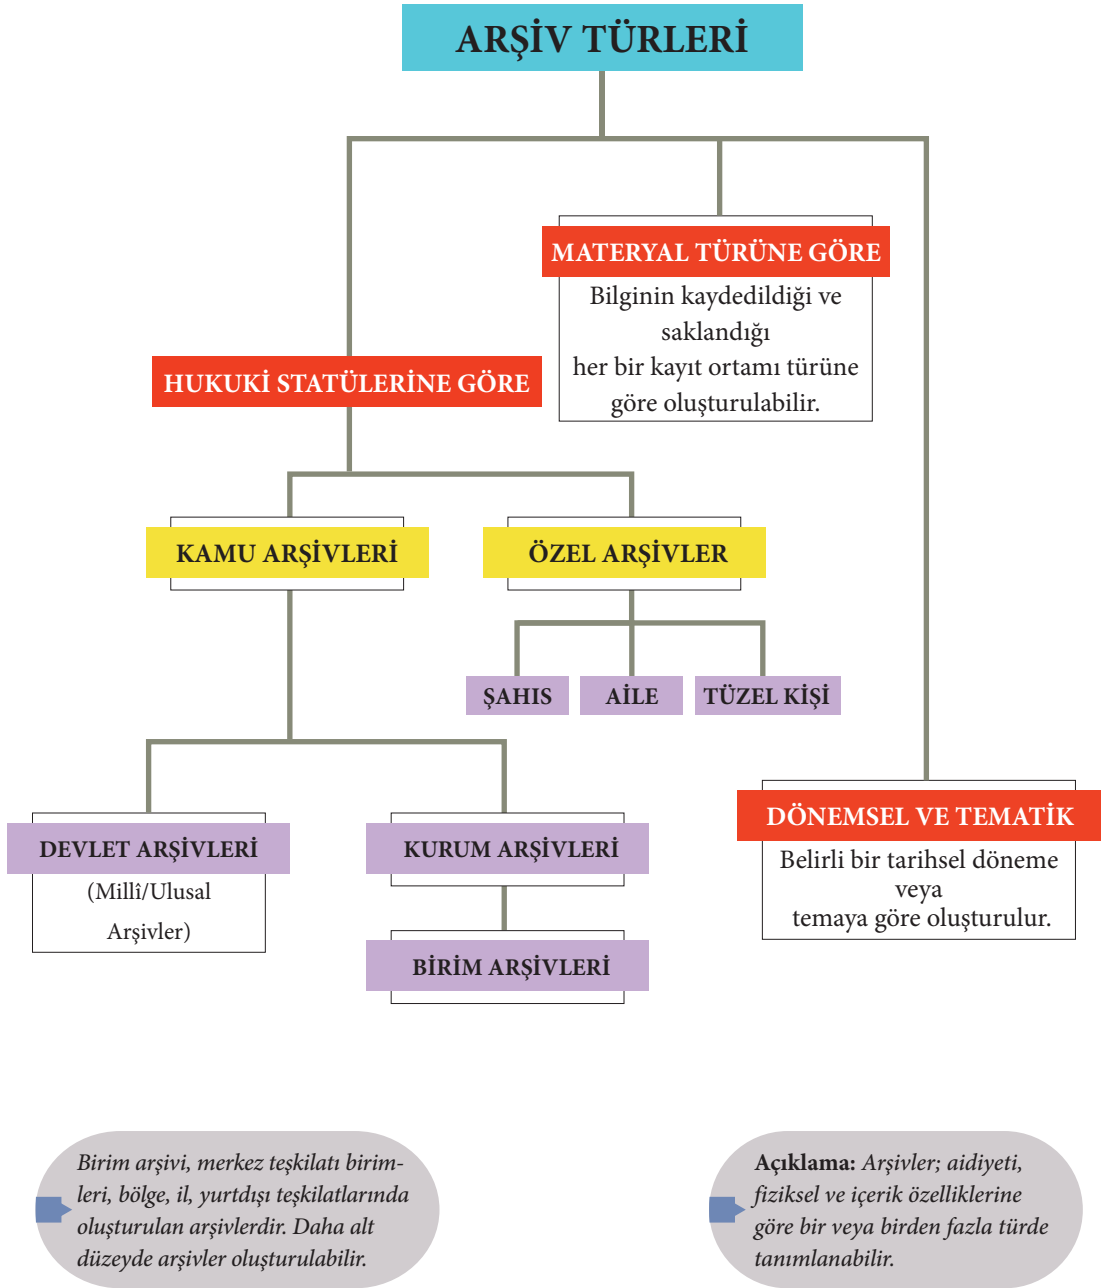 ARŞİV TÜRLERİ
MATERYAL TÜRÜNE GÖRE
Bilginin kaydedildiği ve
saklandığı
her bir kayıt ortamı türüne
göre oluşturulabilir.
HUKUKİ STATÜLERİNE GÖRE
KAMU ARŞİVLERİ
ÖZEL ARŞİVLER
ŞAHIS
AİLE
TÜZEL KİŞİ
DEVLET ARŞİVLERİ
(Millî/Ulusal
Arşivler)
KURUM ARŞİVLERİ
BİRİM ARŞİVLERİ
DÖNEMSEL VE TEMATİK
Belirli bir tarihsel döneme
veya
temaya göre oluşturulur.
Birim arşivi, merkez teşkilatı birim-
leri, bölge, il, yurtdışı teşkilatlarında
oluşturulan arşivlerdir. Daha alt
düzeyde arşivler oluşturulabilir.
Açıklama: Arşivler; aidiyeti,
fiziksel ve içerik özelliklerine
göre bir veya birden fazla türde
tanımlanabilir.